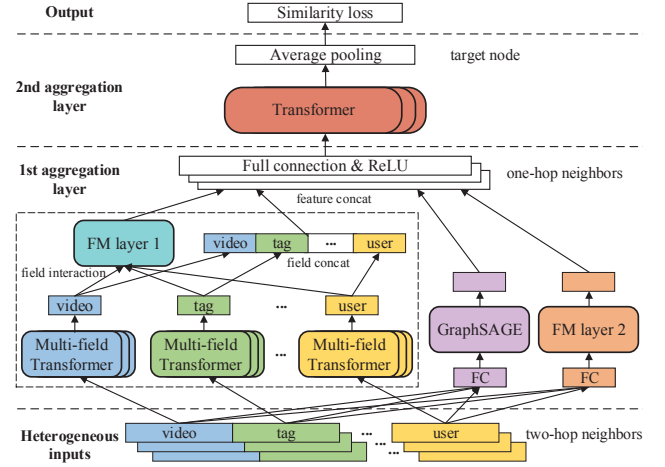 Output
Similarity loss
Average pooling
target node
2nd aggregation
layer
Transformer
1st aggregation
layer
Full connection & ReLU
one-hop neighbors
feature concat
FM layer 1
video
tag
...
user
field interaction
field concat
video
tag
...
user
GraphSAGE
FM layer 2
Multi-field
Transformer
Multi-field
Transformer
...
Multi-field
Transformer
FC
FC
Heterogeneous
inputs
video
tag
...
...
user
two-hop neighbors